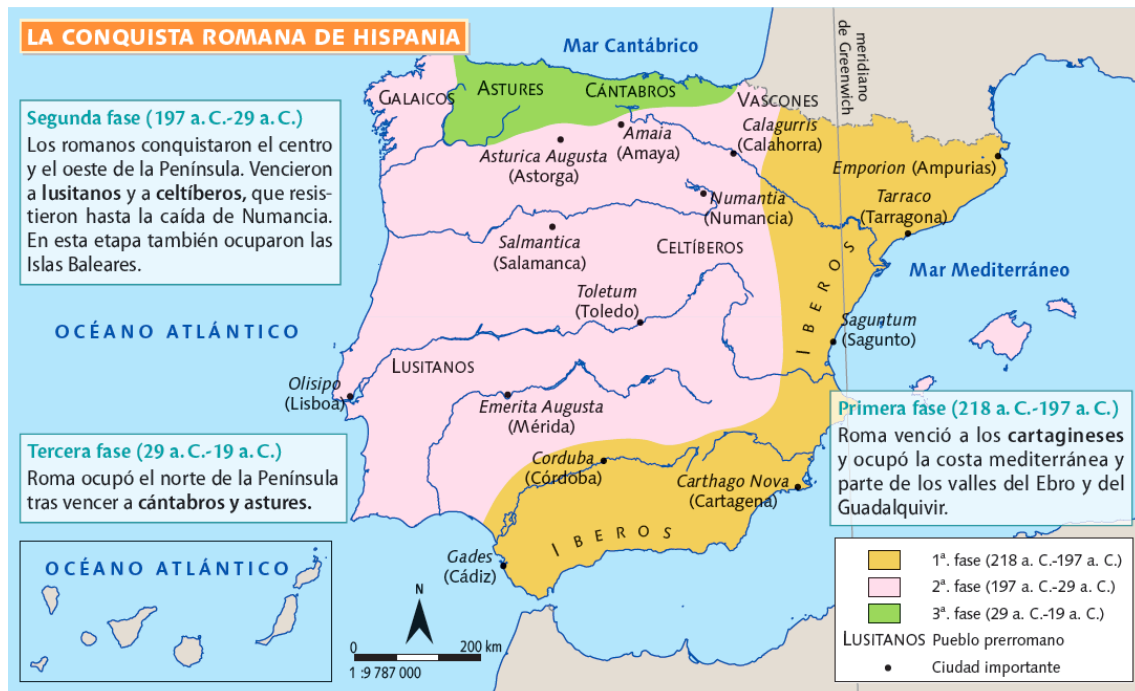 LA CONQUISTA ROMANA DE HISPANIA
Mar Cantábrico
meridiano
de Greenwich
Segunda fase (197 a. C.-29 a. C.)
Los romanos conquistaron el centro
y el oeste de la Península. Vencieron
a lusitanos y a celtíberos, que resis-
tieron hasta la caída de Numancia.
En esta etapa también ocuparon las
Islas Baleares.
GALAICOS
ASTURES
CÁNTABROS
VASCONES
Amaia
(Amaya)
Calagurris
(Calahorra)
Asturica Augusta
(Astorga)
Emporion (Ampurias)
Numantia
(Numancia)
Tarraco
(Tarragona)
Salmantica
(Salamanca)
CELTÍBEROS
IBEROS
Mar Mediterráneo
Toletum
(Toledo)
Saguntum
(Sagunto)
OCÉANO ATLÁNTICO
LUSITANOS
Olisipo
(Lisboa)
Emerita Augusta
(Mérida)
Primera fase (218 a. C.-197 a. C.)
Roma venció a los cartagineses
y ocupó la costa mediterránea y
parte de los valles del Ebro y del
Guadalquivir.
Tercera fase (29 a. C.-19 a. C.)
Roma ocupó el norte de la Península
tras vencer a cántabros y astures.
Corduba
(Córdoba)
Carthago Nova
(Cartagena)
IBEROS
Gades
(Cádiz)
OCÉANO ATLÁNTICO
N
0
200 km
1 :9 787 000
1ª. fase (218 a. C.-197 a. C.)
2ª. fase (197 a. C.-29 a. C.)
3ª. fase (29 a. C.-19 a. C.)
LUSITANOS Pueblo prerromano
Ciudad importante